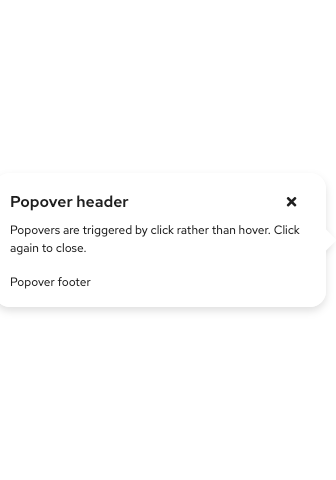 Popover header
Popovers are triggered by click rather than hover. Click
again to close.
Popover footer